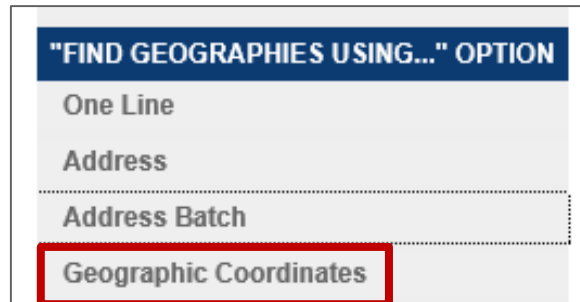 "FIND GEOGRAPHIES USING..." OPTION
One Line
Address
Address Batch
Geographic Coordinates